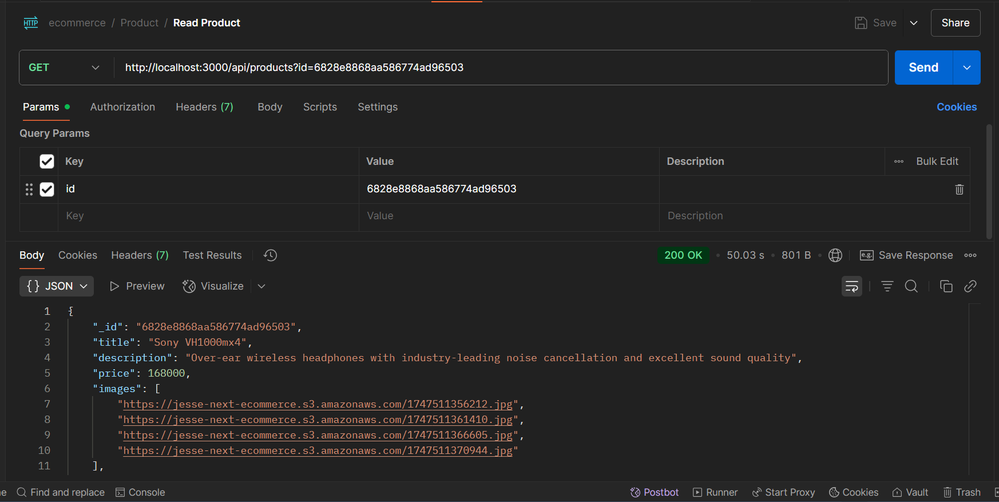 HTTP ecommerce / Product / Read Product Save Share
GET http://localhost:3000/api/products?id=6828e8868aa586774ad96503 Send
Params Authorization Headers (7) Body Scripts Settings Cookies
Query Params
Key Value Description Bulk Edit
id 6828e8868aa586774ad96503
Key Value Description
Body Cookies Headers (7) Test Results 200 OK • 50.03 s • 801 B • e.g. Save Response
{} JSON Preview Visualize
1 {
2 "_id": "6828e8868aa586774ad96503",
3 "title": "Sony VH1000mx4",
4 "description": "Over-ear wireless headphones with industry-leading noise cancellation and excellent sound quality",
5 "price": 168000,
6 "images": [
7 "https://jesse-next-ecommerce.s3.amazonaws.com/1747511356212.jpg",
8 "https://jesse-next-ecommerce.s3.amazonaws.com/1747511361410.jpg",
9 "https://jesse-next-ecommerce.s3.amazonaws.com/1747511366605.jpg",
10 "https://jesse-next-ecommerce.s3.amazonaws.com/1747511370944.jpg"
11 ],
Find and replace Console Postbot Runner Start Proxy Cookies Vault Trash